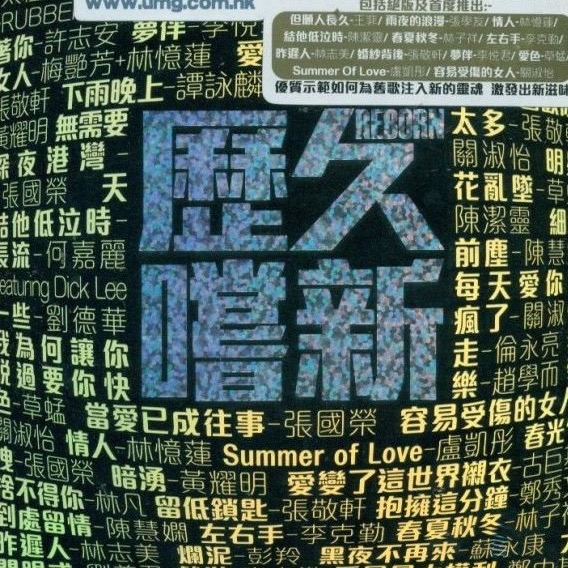 www.umg.com.hk
包括絕版及首度推出:-
但願人長久-王菲/雨夜的浪漫-張學友/情人-林憶蓮/
結他低泣時-陳潔靈/春夏秋冬-林子祥/左右手-李克勤/
昨遲人-林志美/婚紗背後-張敬軒/夢伴-李悅君/愛色-草蜢
Summer Of Love-盧凱彤/容易受傷的女人-關淑怡
優質示範如何為舊歌注入新的靈魂 激發出新滋味
RUBBER
著你-許志安 夢伴-李悅
女人-梅艷芳+林憶蓮 愛
張敬軒 下雨晚上-譚詠麟
黃耀明 無需要
深夜港灣-
張國榮 天
結他低泣時-
長流-何嘉麗
featuring Dick Lee
一些-劉德華
我為何讓你
說過要你快
REBORN
歷久
嚐新
太多-張敬
關淑怡 明
花亂墜-草
陳潔靈 細
前塵-陳慧
每天愛你
瘋了-關淑
走-倫永亮
樂-趙學而
色-草蜢 當愛已成往事-張國榮 容易受傷的女人
關淑怡 情人-林憶蓮 Summer of Love-盧凱彤 春光
張國榮 暗湧-黃耀明 愛變了這世界襯衣-古巨
捨不得你-林凡 留低鎖匙-張敬軒 抱擁這分鐘-鄭秀
到處留情-陳慧嫻 左右手-李克勤 春夏秋冬-林子祥
昨遲人-林志美 爛泥-彭羚 黑夜不再來-蘇永康